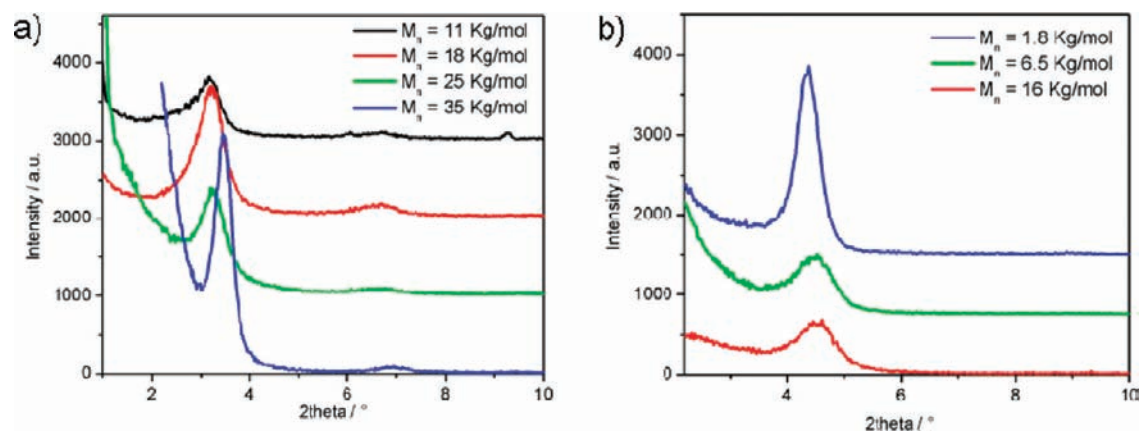 a)
M_n = 11 Kg/mol
M_n = 18 Kg/mol
M_n = 25 Kg/mol
M_n = 35 Kg/mol
4000
3000
2000
1000
0
Intensity / a.u.
2 4 6 8 10
2theta / °
b)
M_n = 1.8 Kg/mol
M_n = 6.5 Kg/mol
M_n = 16 Kg/mol
4000
3000
2000
1000
0
Intensity / a.u.
4 6 8 10
2theta / °